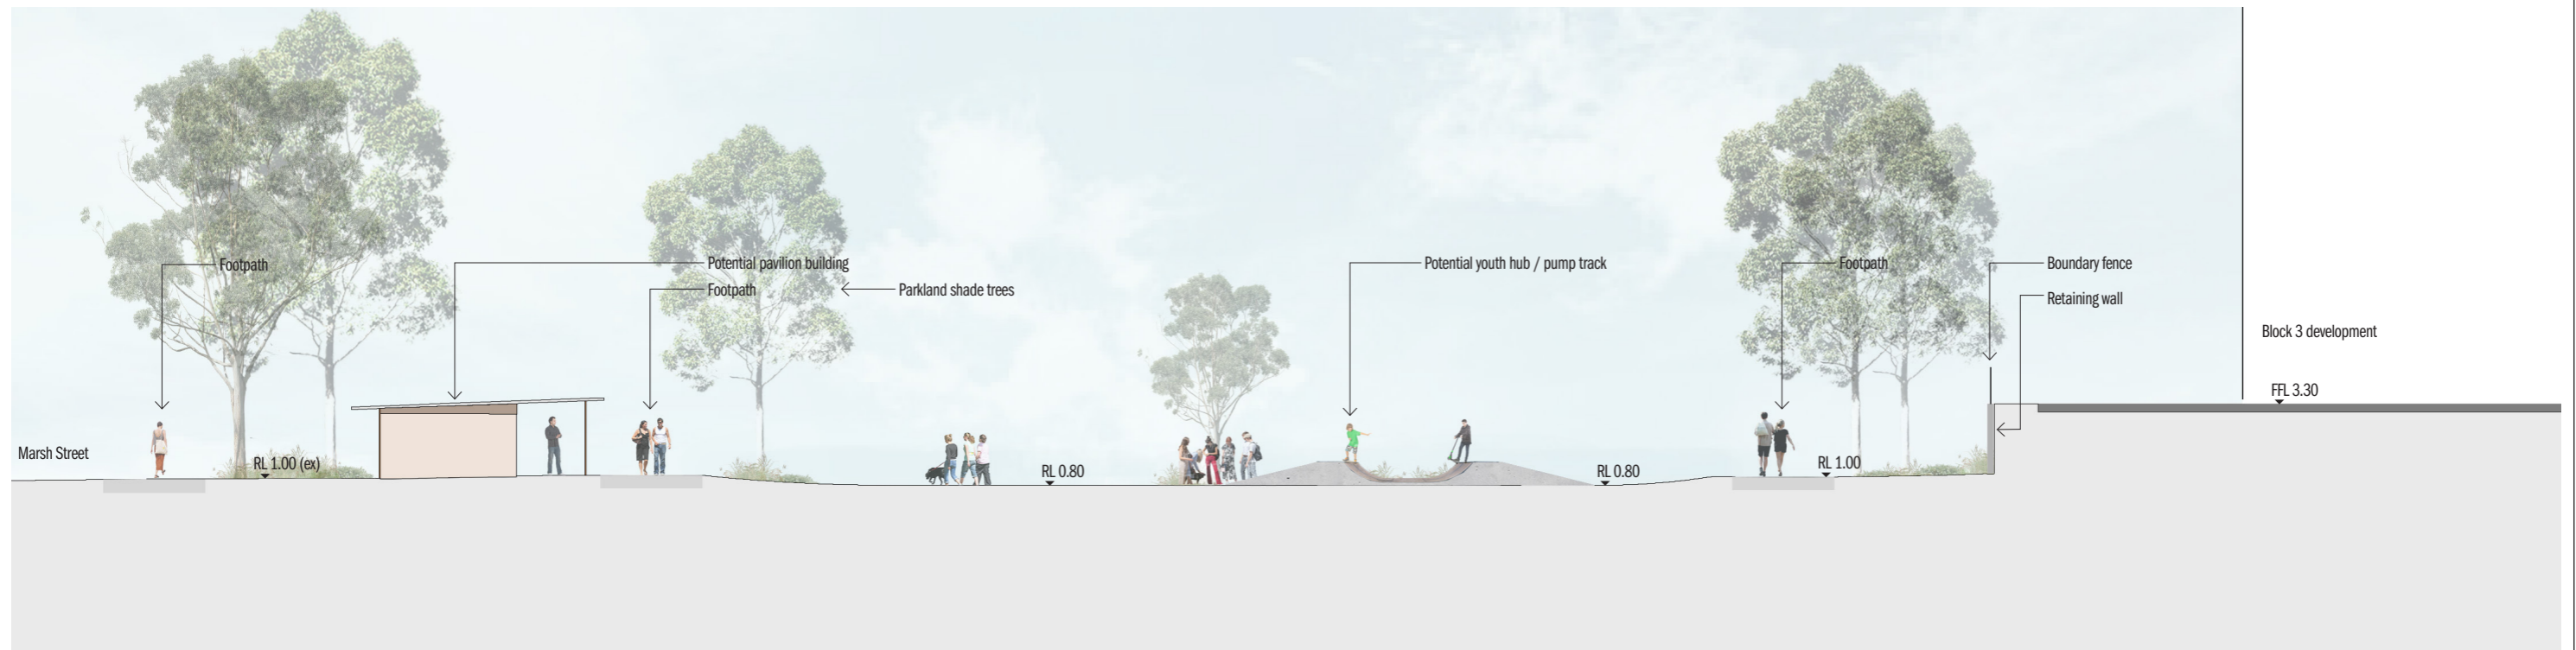 Footpath
Potential pavilion building
Footpath
Parkland shade trees
Potential youth hub / pump track
Footpath
Boundary fence
Retaining wall
Block 3 development
FFL 3.30
Marsh Street
RL 1.00 (ex)
RL 0.80
RL 0.80
RL 1.00